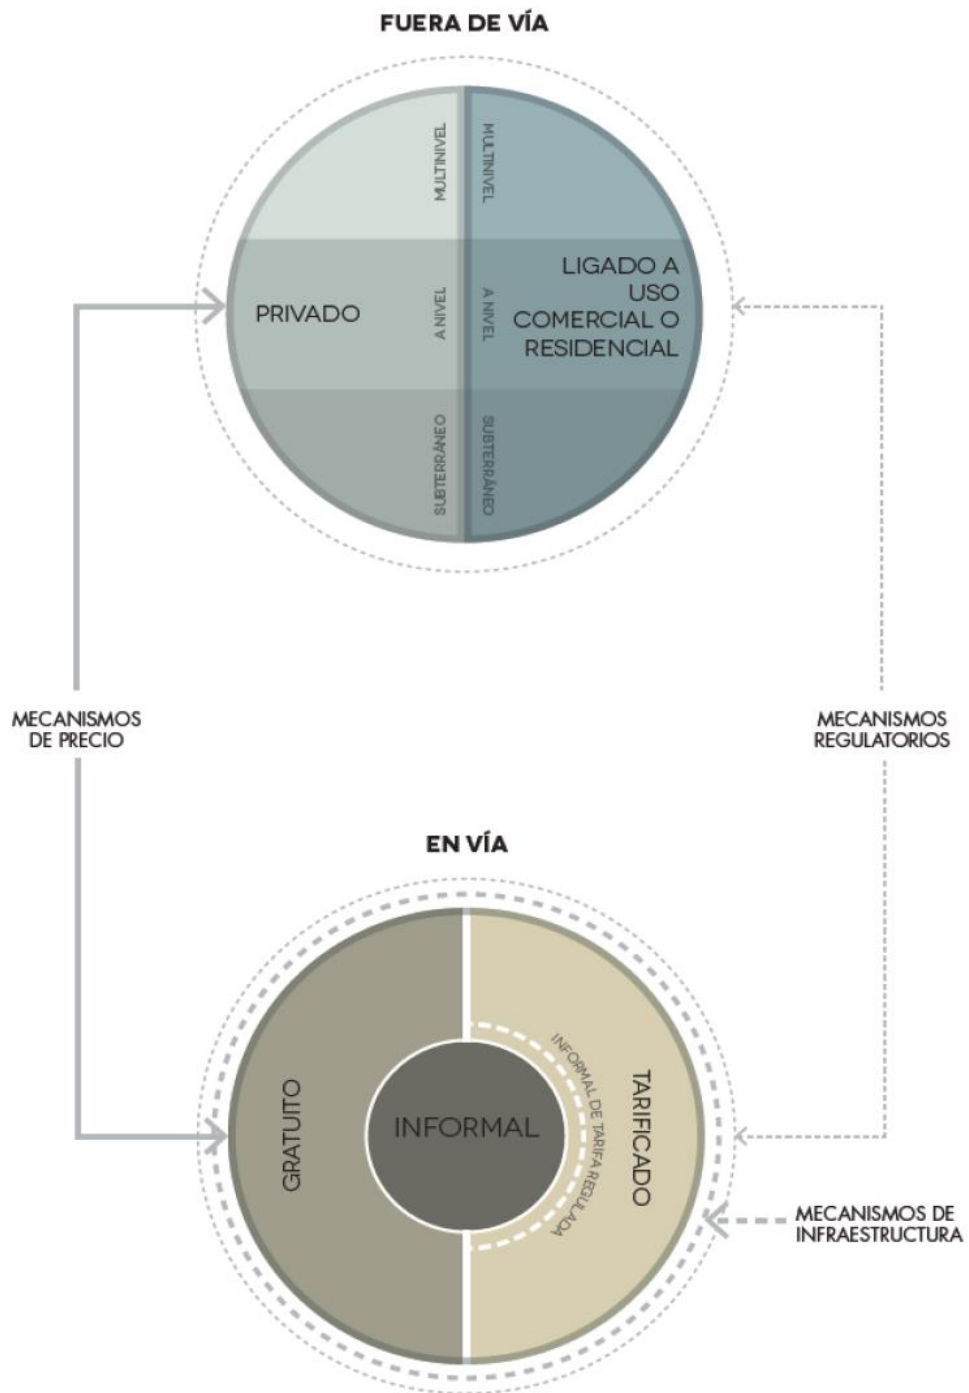 FUERA DE VÍA
MULTINIVEL
MULTINIVEL
PRIVADO
A NIVEL
A NIVEL
LIGADO A
USO
COMERCIAL O
RESIDENCIAL
SUBTERRÁNEO
SUBTERRÁNEO
MECANISMOS
DE PRECIO
MECANISMOS
REGULATORIOS
EN VÍA
GRATUITO
INFORMAL
INFORMAL DE TARIFA REGULADA
TARIFICADO
MECANISMOS DE
INFRAESTRUCTURA